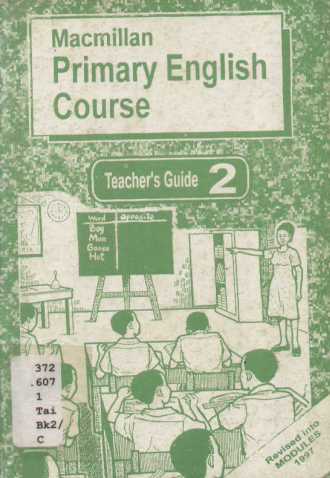 Macmillan
Primary English
Course
Teacher's Guide 2
Word opposite
Boy
Man
Goose
Hot
372
.607
1
Tai
Bk2/
C
Revised into
MODULES
1997